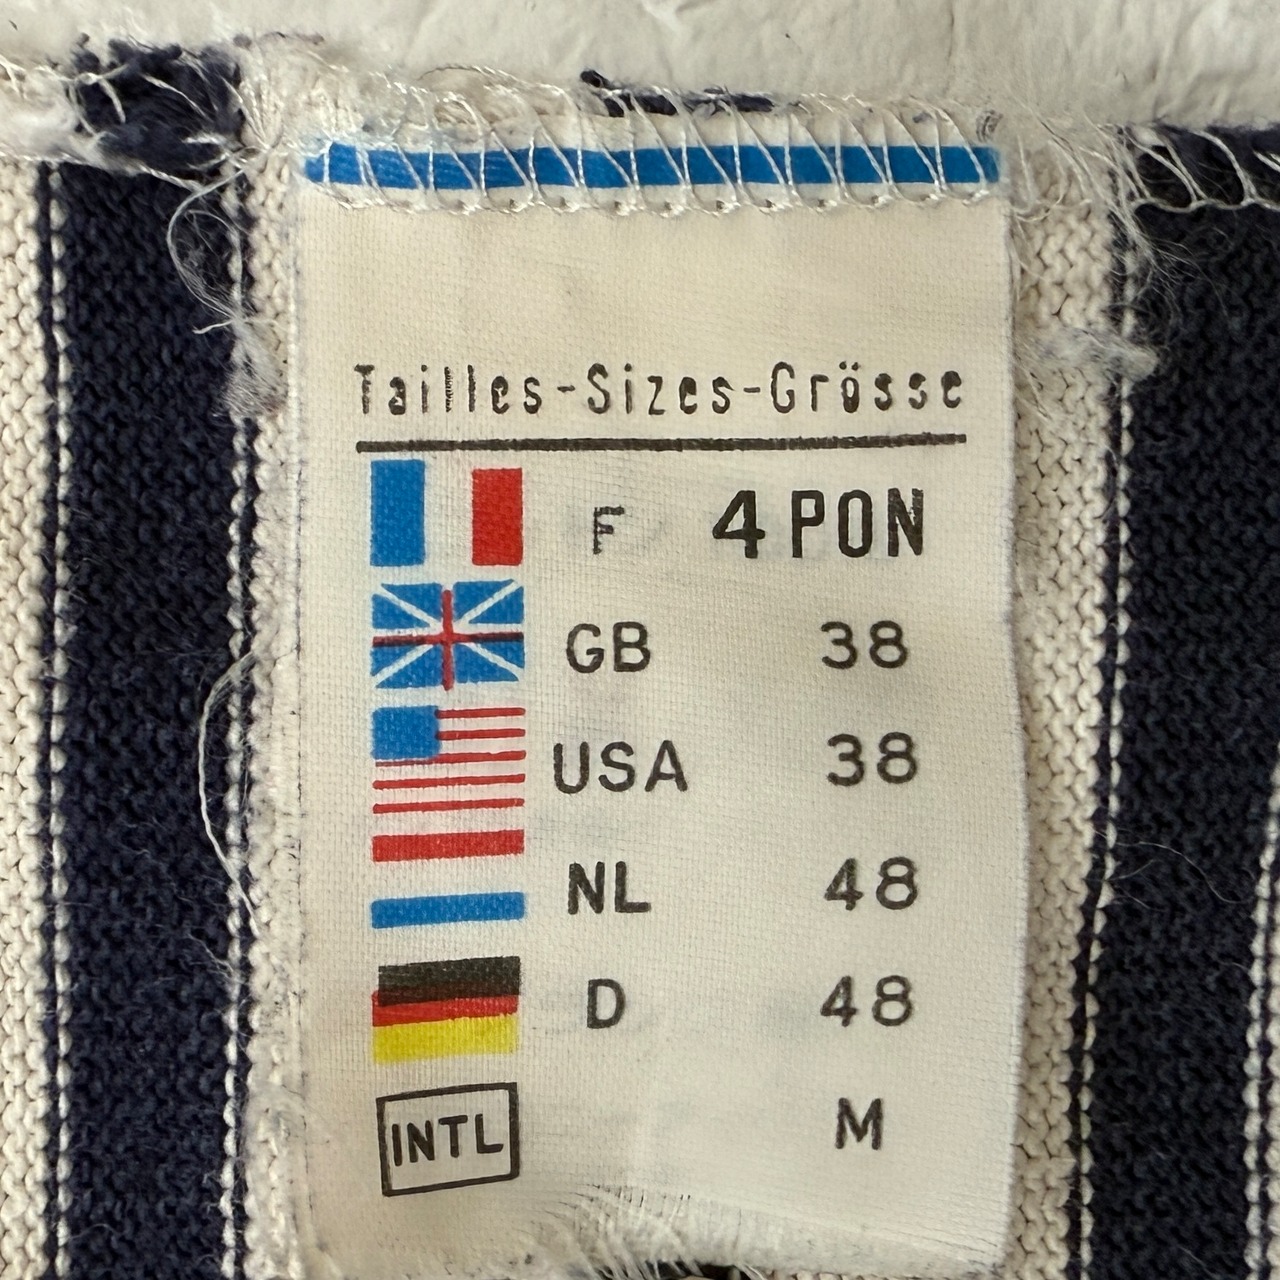 Tailles-Sizes-Grösse
F 4 PON
GB 38
USA 38
NL 48
D 48
INTL M